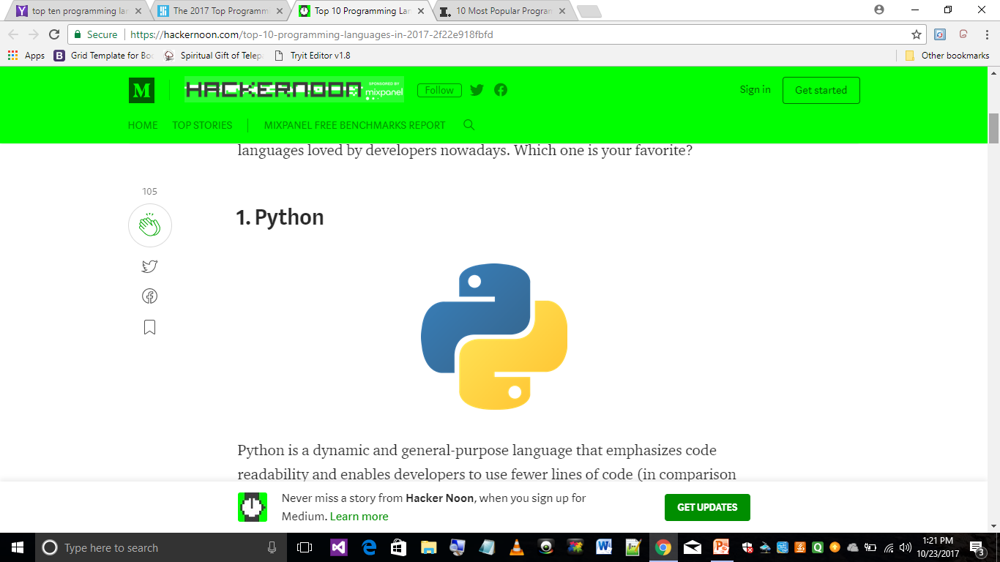 top ten programming la
The 2017 Top Programm
Top 10 Programming Lan
10 Most Popular Program
Secure
https://hackernoon.com/top-10-programming-languages-in-2017-2f22e918fbfd
Apps
Grid Template for Bo
Spiritual Gift of Telep
Tryit Editor v1.8
Other bookmarks
M
HACKERNOON
SPONSORED BY
mixpanel
Follow
Sign in
Get started
HOME
TOP STORIES
MIXPANEL FREE BENCHMARKS REPORT
languages loved by developers nowadays. Which one is your favorite?
105
1. Python
Python is a dynamic and general-purpose language that emphasizes code
readability and enables developers to use fewer lines of code (in comparison
Never miss a story from Hacker Noon, when you sign up for
Medium. Learn more
GET UPDATES
Type here to search
1:21 PM
10/23/2017
3